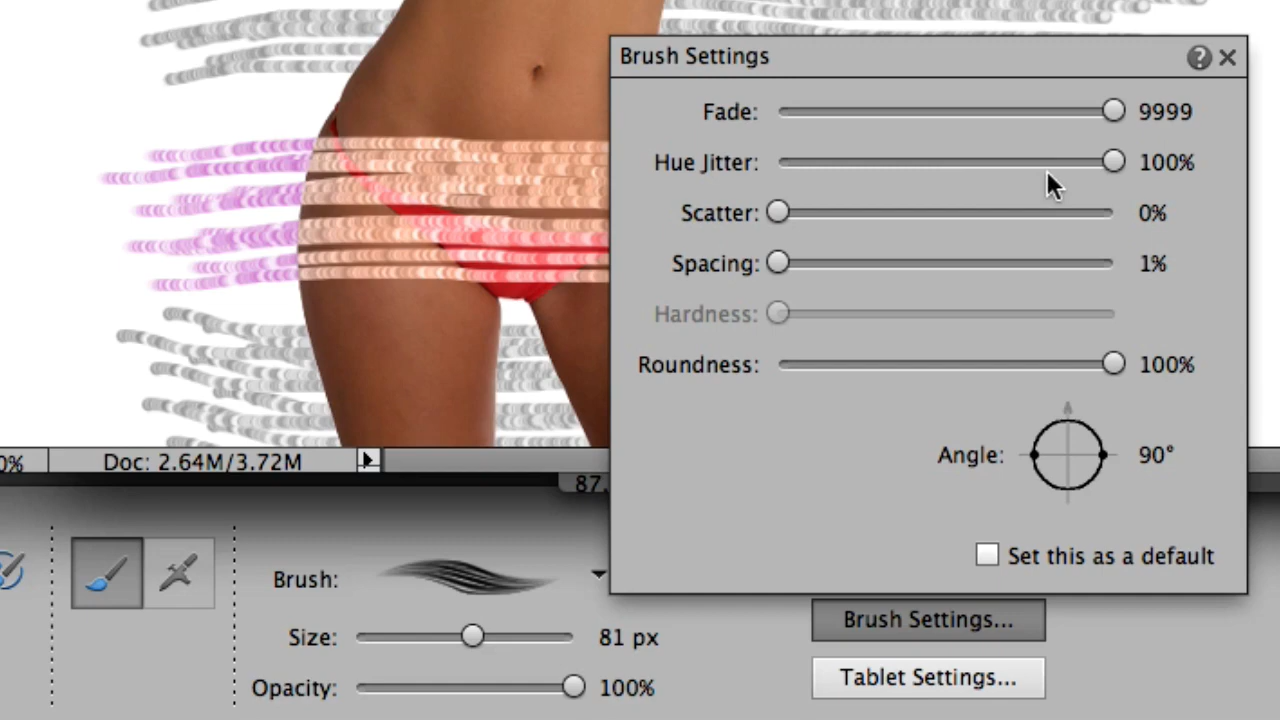 Brush Settings
Fade: 9999
Hue Jitter: 100%
Scatter: 0%
Spacing: 1%
Hardness:
Roundness: 100%
Angle: 90°
Set this as a default
0% Doc: 2.64M/3.72M
87,
Brush:
Brush Settings...
Size: 81 px
Tablet Settings...
Opacity: 100%